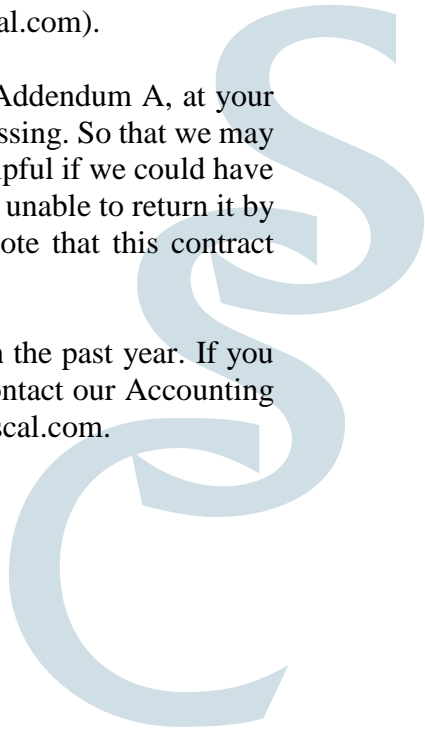 al.com).
Addendum A, at your
ssing. So that we may
pful if we could have
unable to return it by
ote that this contract
n the past year. If you
ontact our Accounting
scal.com.
S
S
C